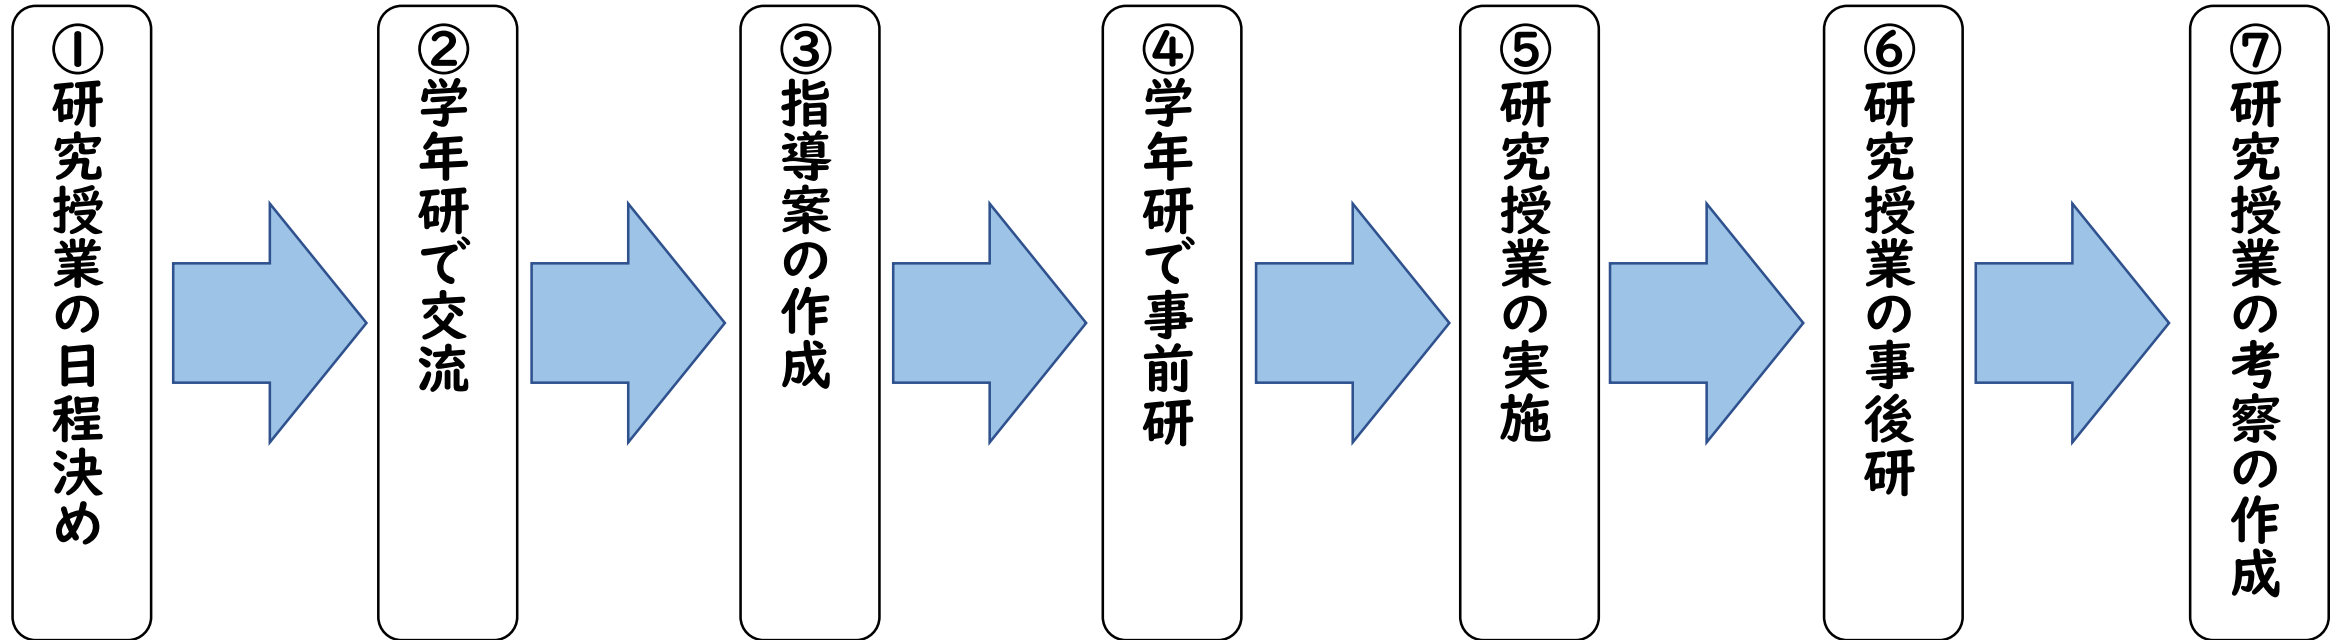 ①研究授業の日程決め
②学年研で交流
③指導案の作成
④学年研で事前研
⑤研究授業の実施
⑥研究授業の事後研
⑦研究授業の考察の作成